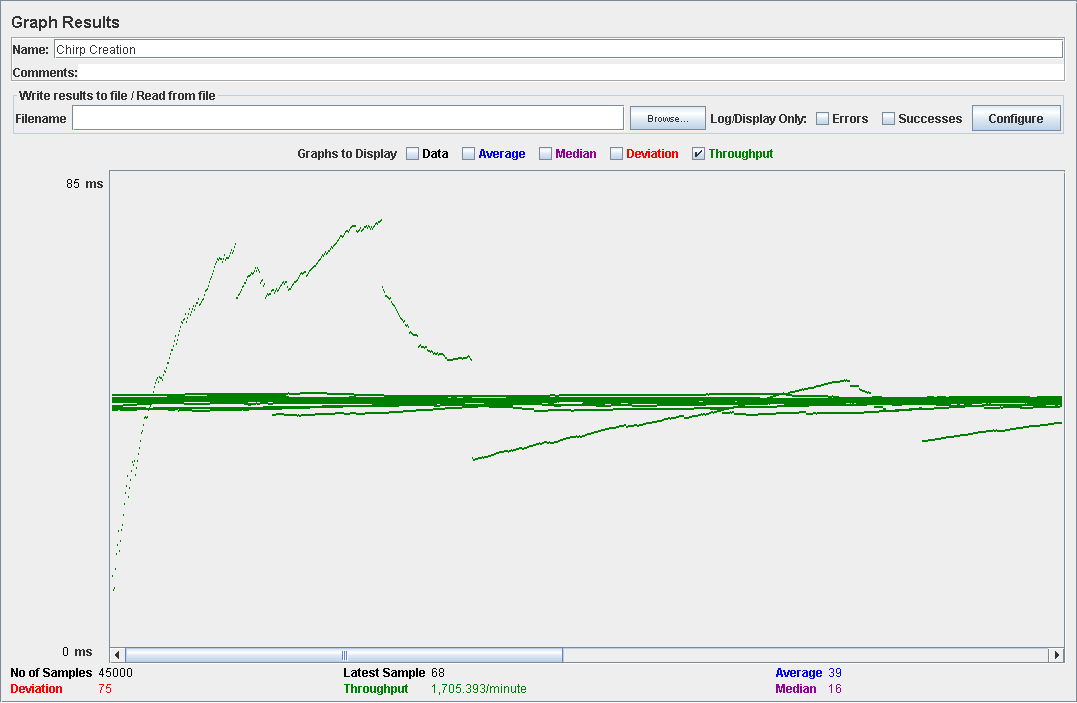 Graph Results
Name: Chirp Creation
Comments:
Write results to file / Read from file
Filename Browse... Log/Display Only: Errors Successes Configure
Graphs to Display Data Average Median Deviation Throughput
85 ms
0 ms
No of Samples 45000 Latest Sample 68 Average 39
Deviation 75 Throughput 1,705.393/minute Median 16